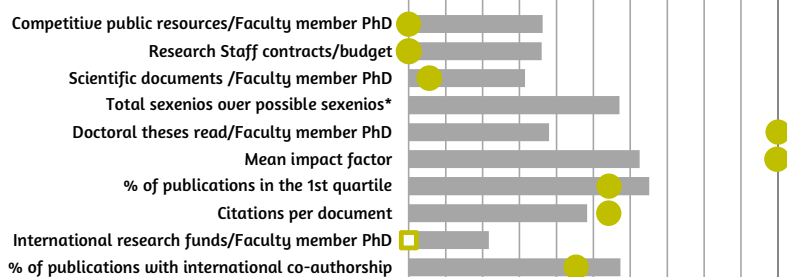 Competitive public resources/Faculty member PhD
Research Staff contracts/budget
Scientific documents /Faculty member PhD
Total sexenios over possible sexenios*
Doctoral theses read/Faculty member PhD
Mean impact factor
% of publications in the 1st quartile
Citations per document
International research funds/Faculty member PhD
% of publications with international co-authorship